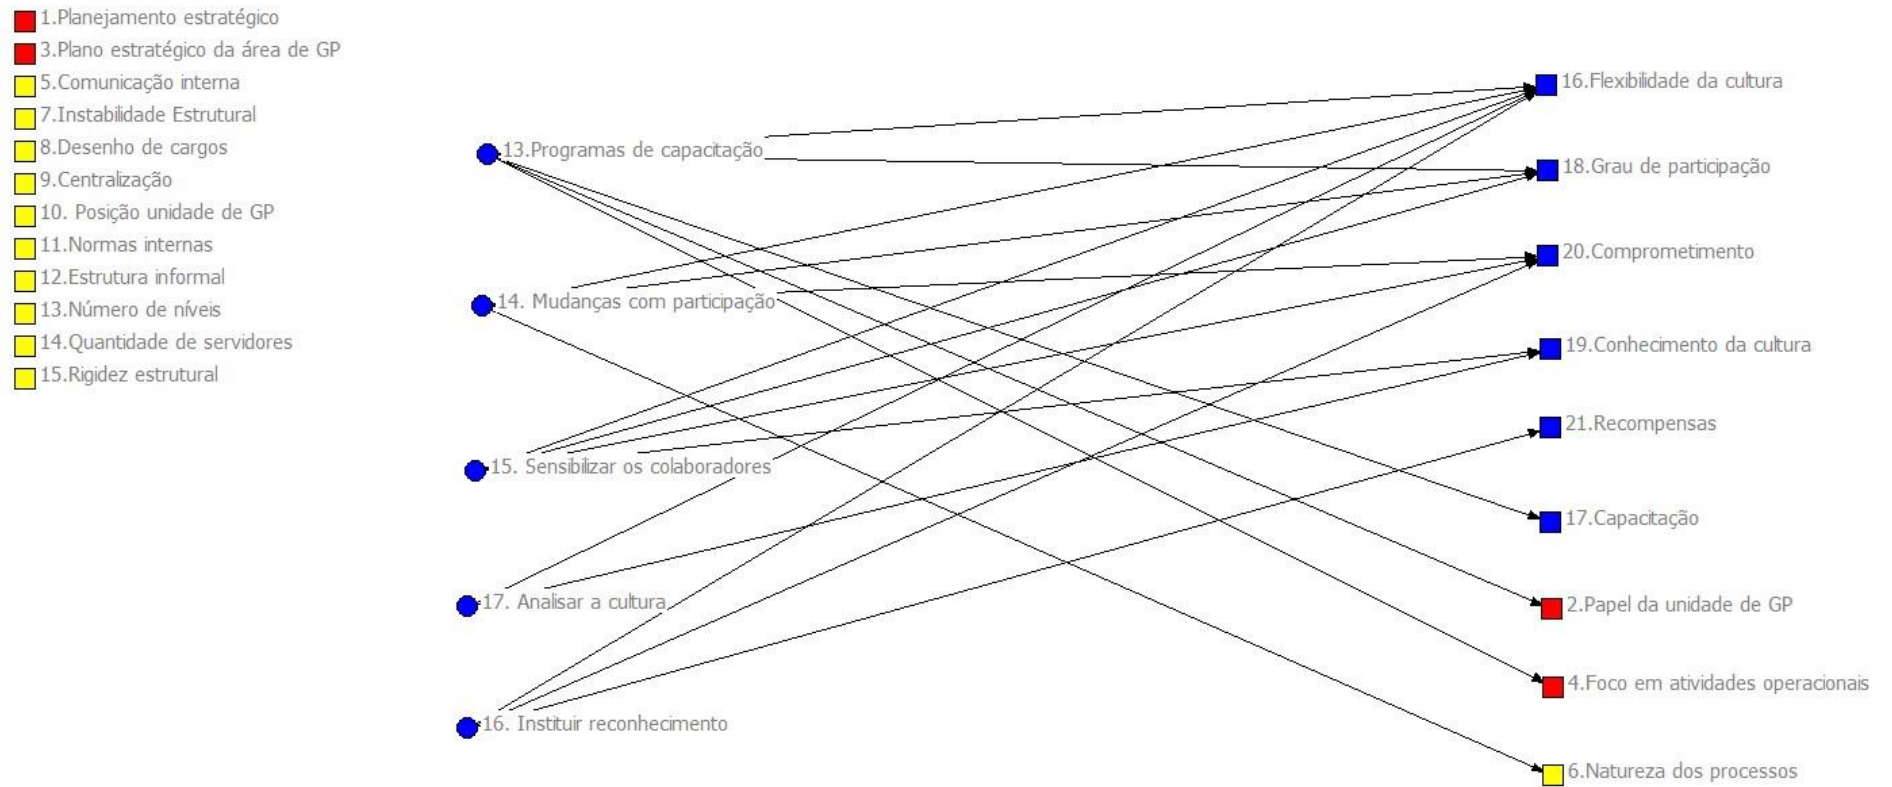 1.Planejamento estratégico
3.Plano estratégico da área de GP
5.Comunicação interna
7.Instabilidade Estrutural
8.Desenho de cargos
9.Centralização
10. Posição unidade de GP
11.Normas internas
12.Estrutura informal
13.Número de níveis
14.Quantidade de servidores
15.Rigidez estrutural
13.Programas de capacitação
14. Mudanças com participação
15. Sensibilizar os colaboradores
17. Analisar a cultura
16. Instituir reconhecimento
16.Flexibilidade da cultura
18.Grau de participação
20.Comprometimento
19.Conhecimento da cultura
21.Recompensas
17.Capacitação
2.Papel da unidade de GP
4.Foco em atividades operacionais
6.Natureza dos processos